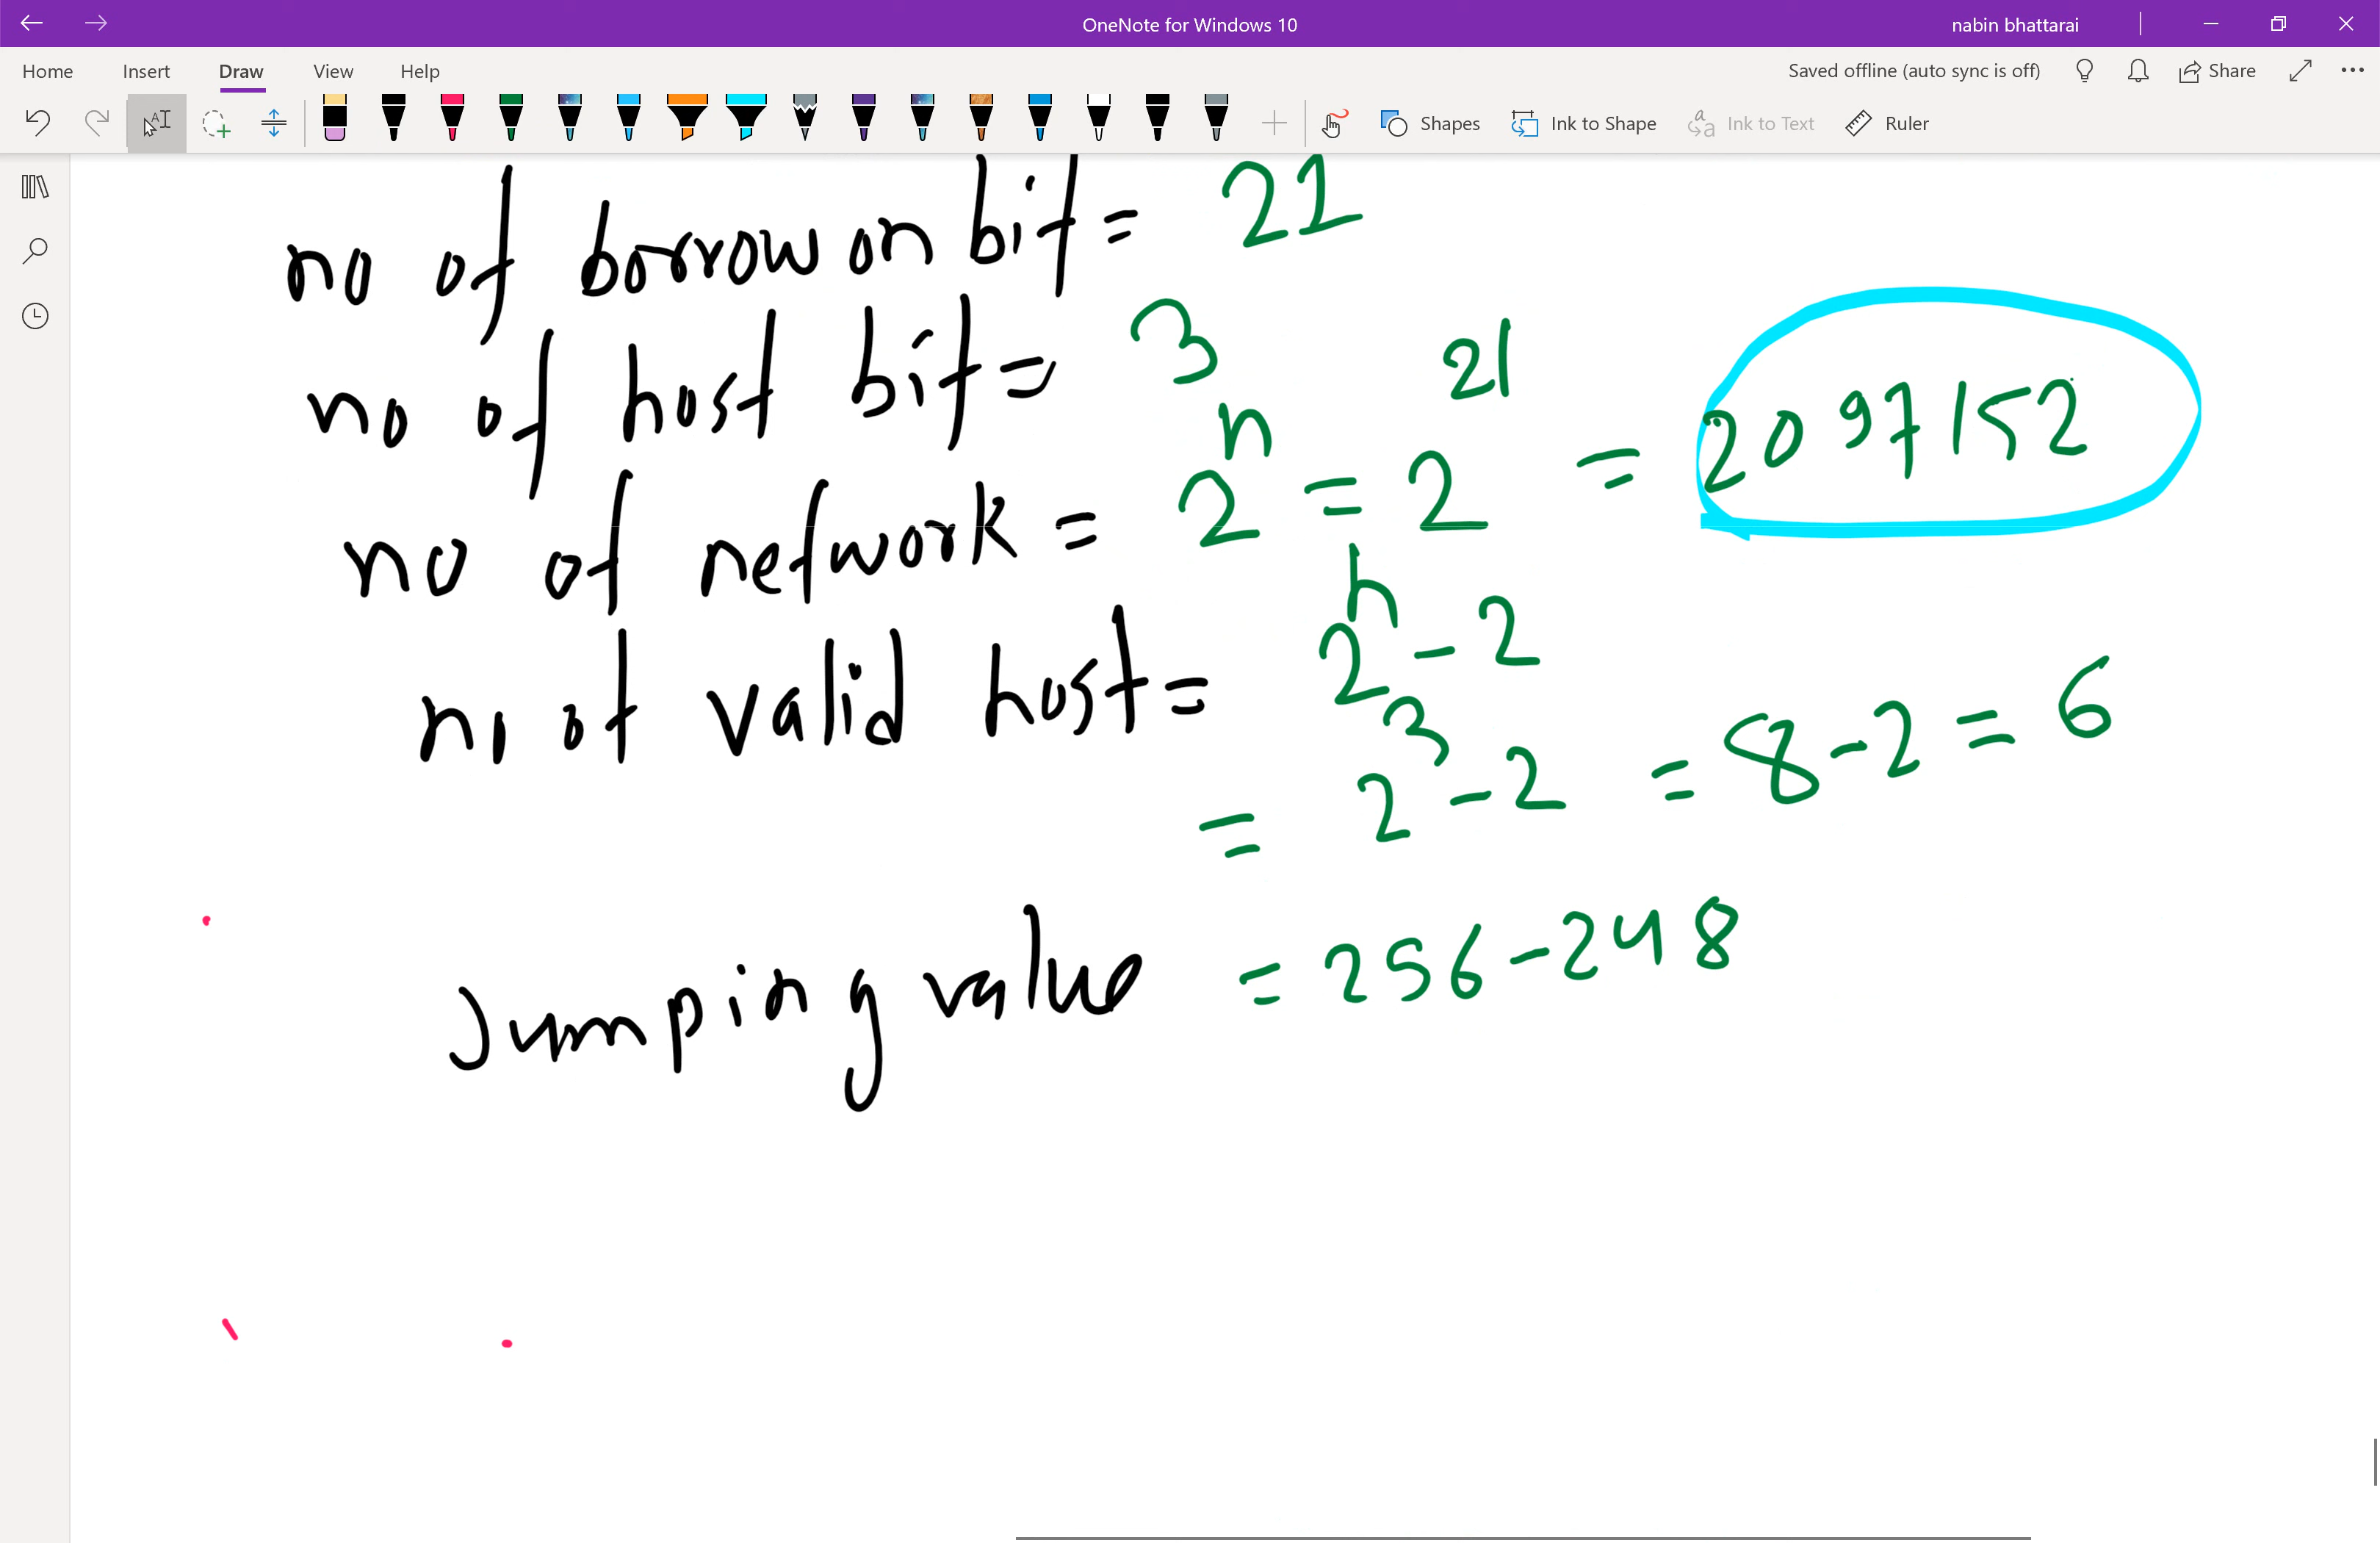 OneNote for Windows 10
nabin bhattarai
Home Insert Draw View Help
Saved offline (auto sync is off) Share
Shapes Ink to Shape Ink to Text Ruler
no of borrow on bit = 21
no of host bit = 3
no of network = 2^n = 2^21 = 2097152
no of valid host = 2^h - 2
= 2^3 - 2 = 8 - 2 = 6
Jumping value = 256 - 248